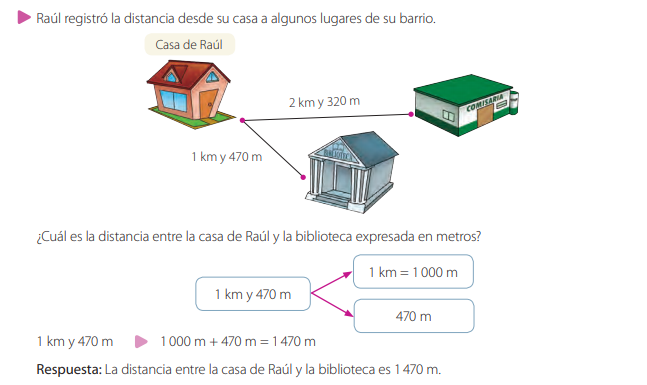 Raúl registró la distancia desde su casa a algunos lugares de su barrio.
Casa de Raúl
2 km y 320 m
COMISARIA
1 km y 470 m
¿Cuál es la distancia entre la casa de Raúl y la biblioteca expresada en metros?
1 km = 1 000 m
1 km y 470 m
470 m
1 km y 470 m 1 000 m + 470 m = 1 470 m
Respuesta: La distancia entre la casa de Raúl y la biblioteca es 1 470 m.